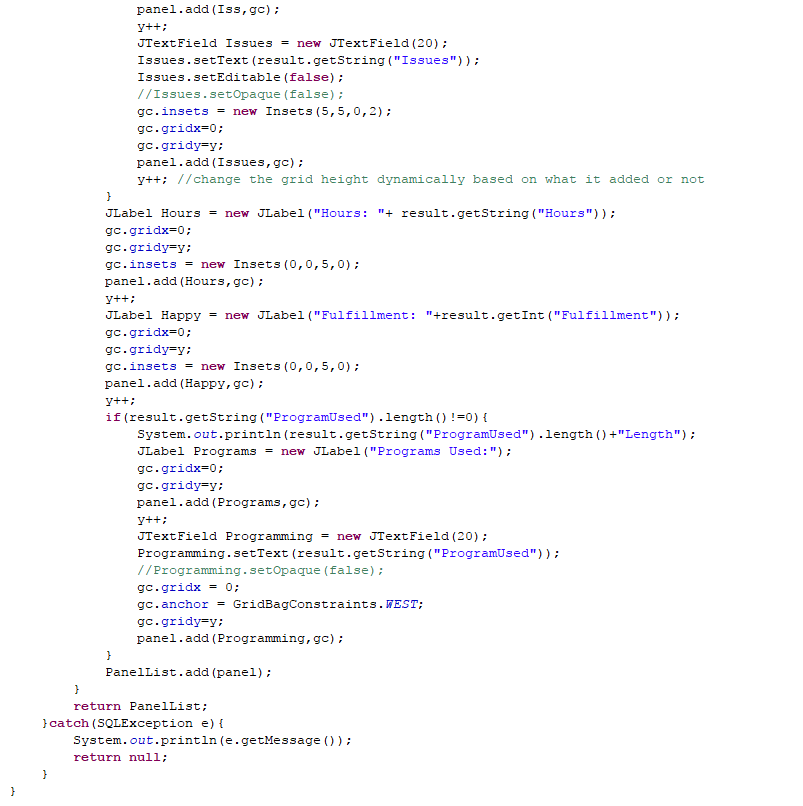 panel.add(Iss,gc);
y++;
JTextField Issues = new JTextField(20);
Issues.setText(result.getString("Issues"));
Issues.setEditable(false);
//Issues.setOpaque(false);
gc.insets = new Insets(5,5,0,2);
gc.gridx=0;
gc.gridy=y;
panel.add(Issues,gc);
y++; //change the grid height dynamically based on what it added or not
}
JLabel Hours = new JLabel("Hours: "+ result.getString("Hours"));
gc.gridx=0;
gc.gridy=y;
gc.insets = new Insets(0,0,5,0);
panel.add(Hours,gc);
y++;
JLabel Happy = new JLabel("Fulfillment: "+result.getInt("Fulfillment"));
gc.gridx=0;
gc.gridy=y;
gc.insets = new Insets(0,0,5,0);
panel.add(Happy,gc);
y++;
if(result.getString("ProgramUsed").length()!=0){
System.out.println(result.getString("ProgramUsed").length()+"Length");
JLabel Programs = new JLabel("Programs Used:");
gc.gridx=0;
gc.gridy=y;
panel.add(Programs,gc);
y++;
JTextField Programming = new JTextField(20);
Programming.setText(result.getString("ProgramUsed"));
//Programming.setOpaque(false);
gc.gridx = 0;
gc.anchor = GridBagConstraints.WEST;
gc.gridy=y;
panel.add(Programming,gc);
}
PanelList.add(panel);
}
return PanelList;
}catch(SQLException e){
System.out.println(e.getMessage());
return null;
}
}